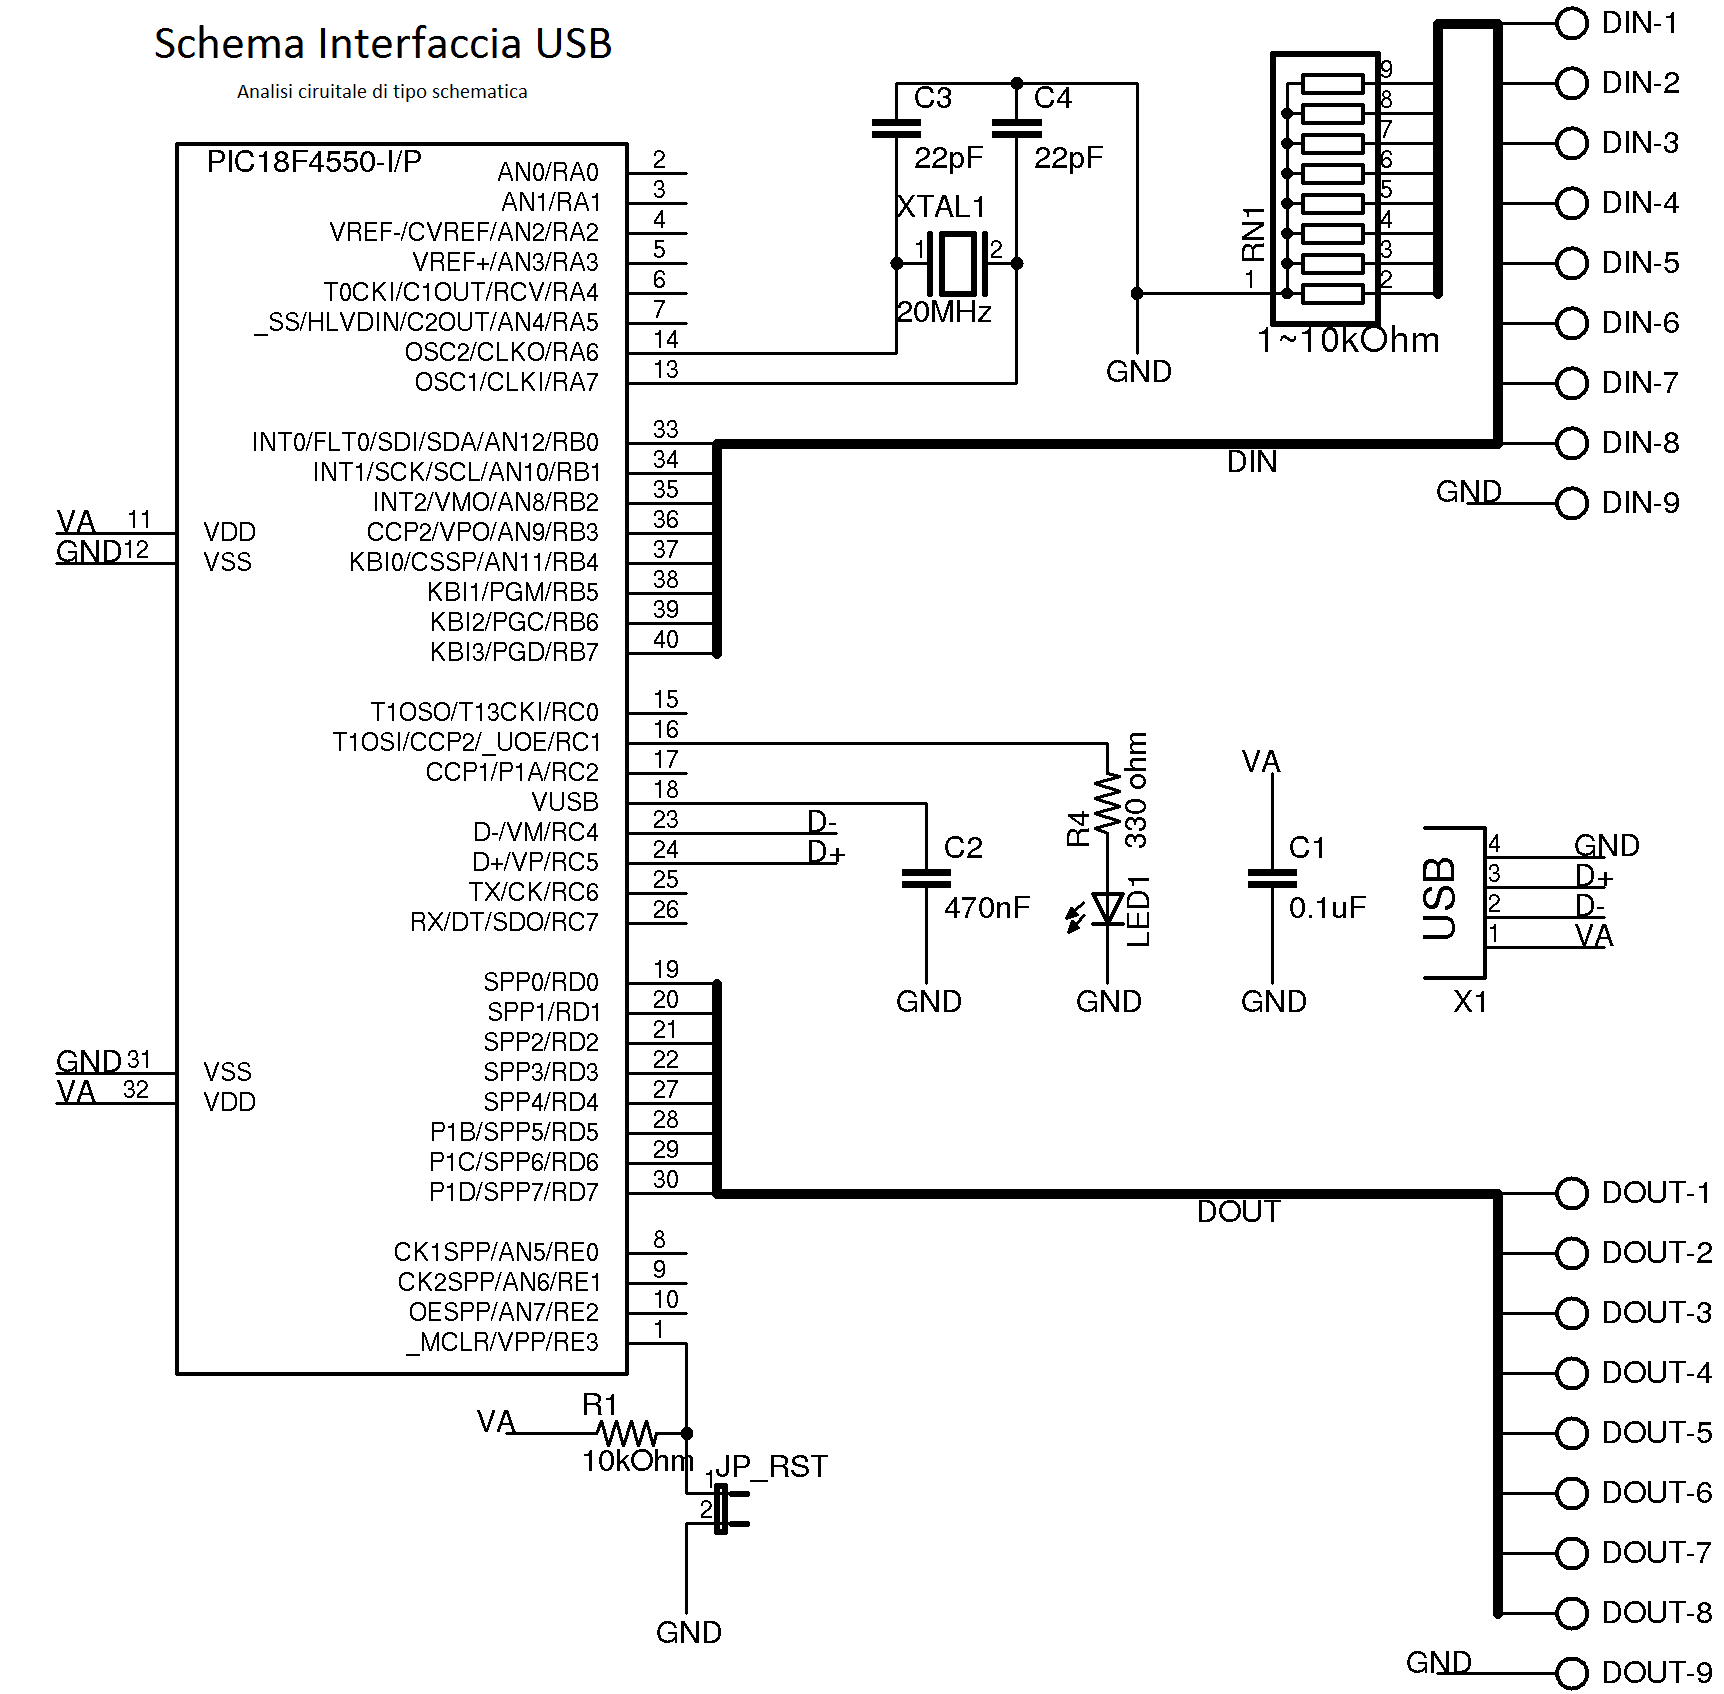 Schema Interfaccia USB
Analisi ciruitale di tipo schematica
PIC18F4550-I/P
AN0/RA0 2
AN1/RA1 3
VREF-/CVREF/AN2/RA2 4
VREF+/AN3/RA3 5
T0CKI/C1OUT/RCV/RA4 6
_SS/HLVDIN/C2OUT/AN4/RA5 7
OSC2/CLKO/RA6 14
OSC1/CLKI/RA7 13
INT0/FLT0/SDI/SDA/AN12/RB0 33
INT1/SCK/SCL/AN10/RB1 34
INT2/VMO/AN8/RB2 35
CCP2/VPO/AN9/RB3 36
KBI0/CSSP/AN11/RB4 37
KBI1/PGM/RB5 38
KBI2/PGC/RB6 39
KBI3/PGD/RB7 40
VA 11 VDD
GND 12 VSS
T1OSO/T13CKI/RC0 15
T1OSI/CCP2/_UOE/RC1 16
CCP1/P1A/RC2 17
VUSB 18
D-/VM/RC4 23 D-
D+/VP/RC5 24 D+
TX/CK/RC6 25
RX/DT/SDO/RC7 26
SPP0/RD0 19
SPP1/RD1 20
SPP2/RD2 21
SPP3/RD3 22
SPP4/RD4 27
P1B/SPP5/RD5 28
P1C/SPP6/RD6 29
P1D/SPP7/RD7 30
GND 31 VSS
VA 32 VDD
CK1SPP/AN5/RE0 8
CK2SPP/AN6/RE1 9
OESPP/AN7/RE2 10
_MCLR/VPP/RE3 1
VA
R1
10kOhm
JP_RST
1
2
GND
C3
22pF
C4
22pF
XTAL1
1 2
20MHz
GND
RN1
1
9
8
7
6
5
4
3
2
1~10kOhm
DIN
DIN-1
DIN-2
DIN-3
DIN-4
DIN-5
DIN-6
DIN-7
DIN-8
GND DIN-9
C2
470nF
GND
R4
330 ohm
LED1
GND
VA
C1
0.1uF
GND
USB
4 GND
3 D+
2 D-
1 VA
X1
DOUT
DOUT-1
DOUT-2
DOUT-3
DOUT-4
DOUT-5
DOUT-6
DOUT-7
DOUT-8
GND DOUT-9